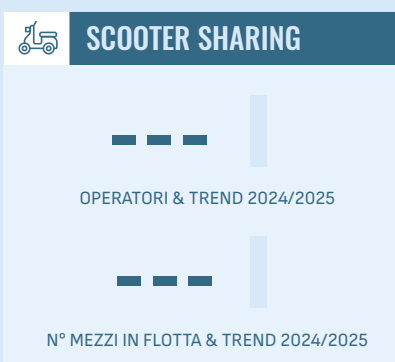 SCOOTER SHARING
---
OPERATORI & TREND 2024/2025
---
N° MEZZI IN FLOTTA & TREND 2024/2025